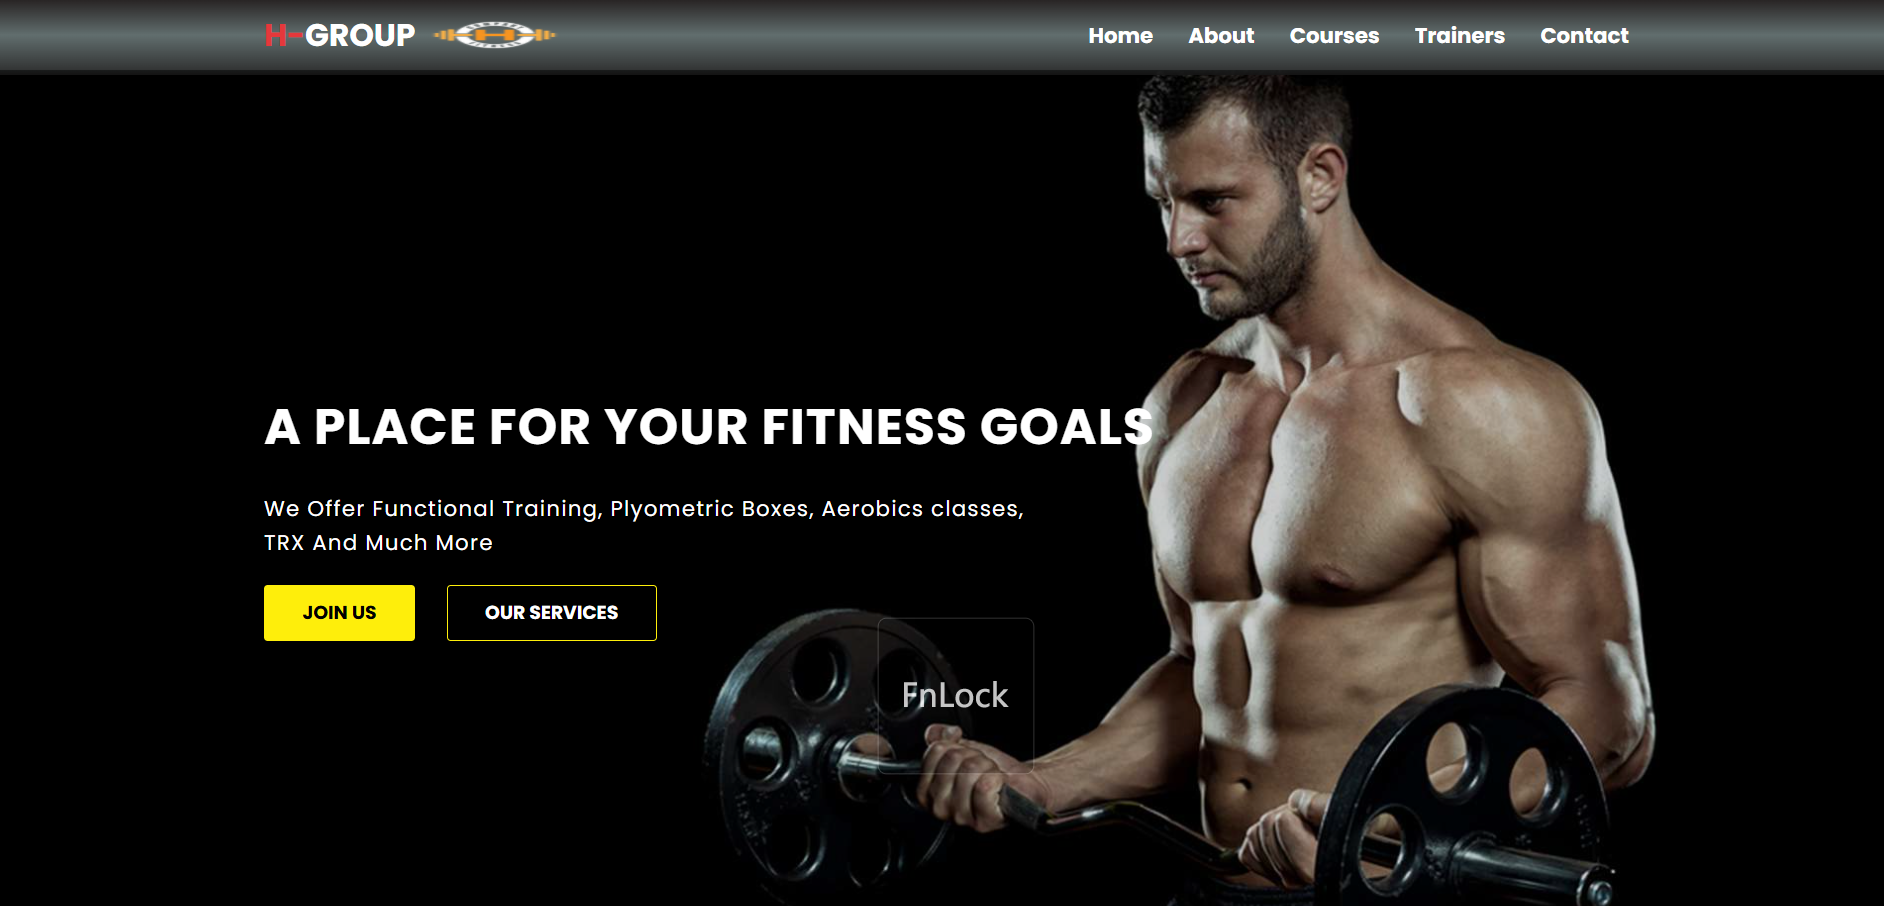 H-GROUP
Home About Courses Trainers Contact
A PLACE FOR YOUR FITNESS GOALS
We Offer Functional Training, Plyometric Boxes, Aerobics classes,
TRX And Much More
JOIN US OUR SERVICES
FnLock